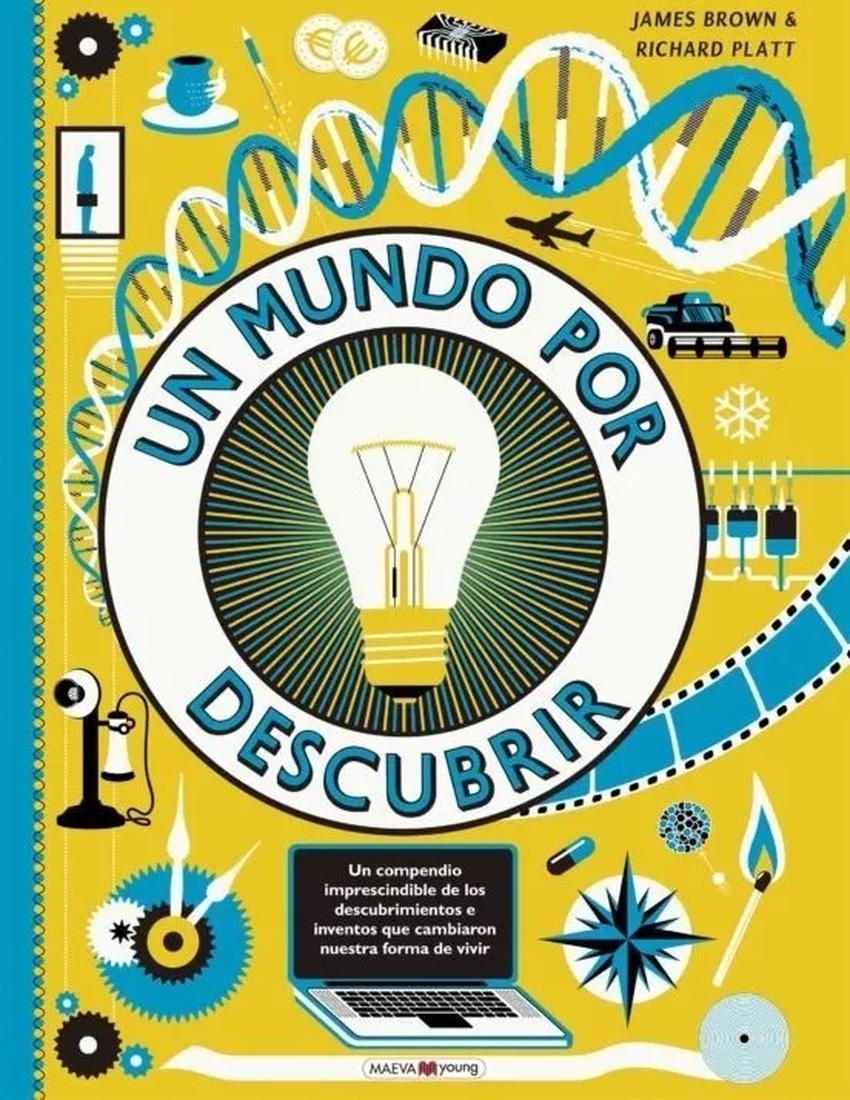 JAMES BROWN &
RICHARD PLATT
UN MUNDO POR
DESCUBRIR
Un compendio
imprescindible de los
descubrimientos e
inventos que cambiaron
nuestra forma de vivir
MAEVA young